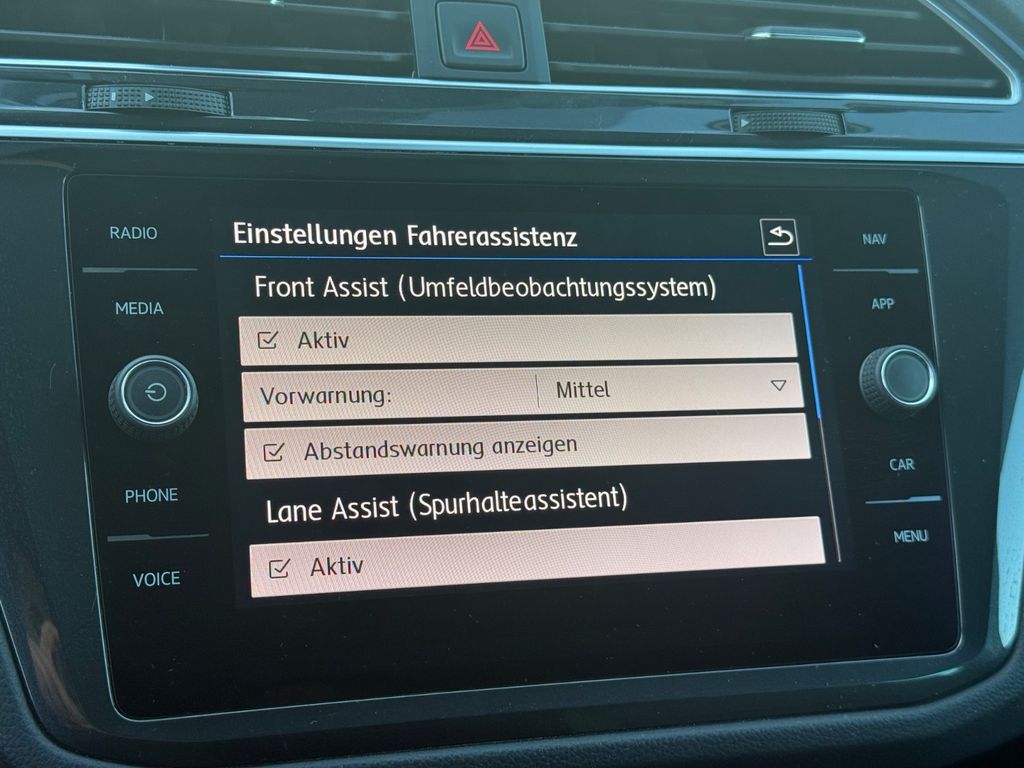 RADIO
MEDIA
PHONE
VOICE
Einstellungen Fahrerassistenz
Front Assist (Umfeldbeobachtungssystem)
Aktiv
Vorwarnung: Mittel
Abstandswarnung anzeigen
Lane Assist (Spurhalteassistent)
Aktiv
NAV
APP
CAR
MENU